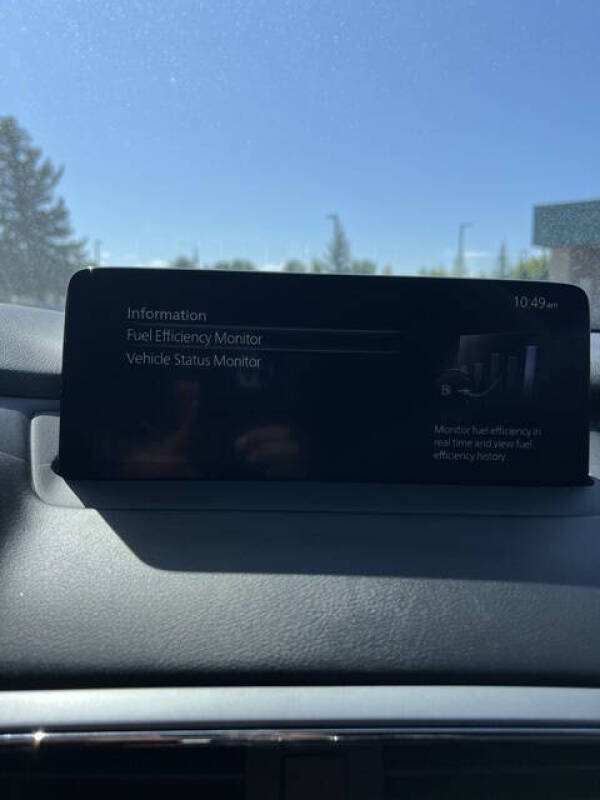 10:49am
Information
Fuel Efficiency Monitor
Vehicle Status Monitor
Monitor fuel efficiency in
real time and view fuel
efficiency history